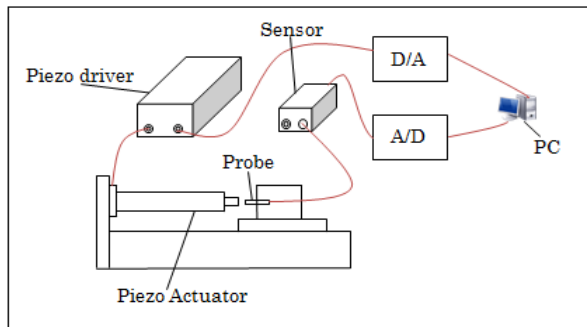 Sensor
Piezo driver
D/A
A/D
PC
Probe
Piezo Actuator